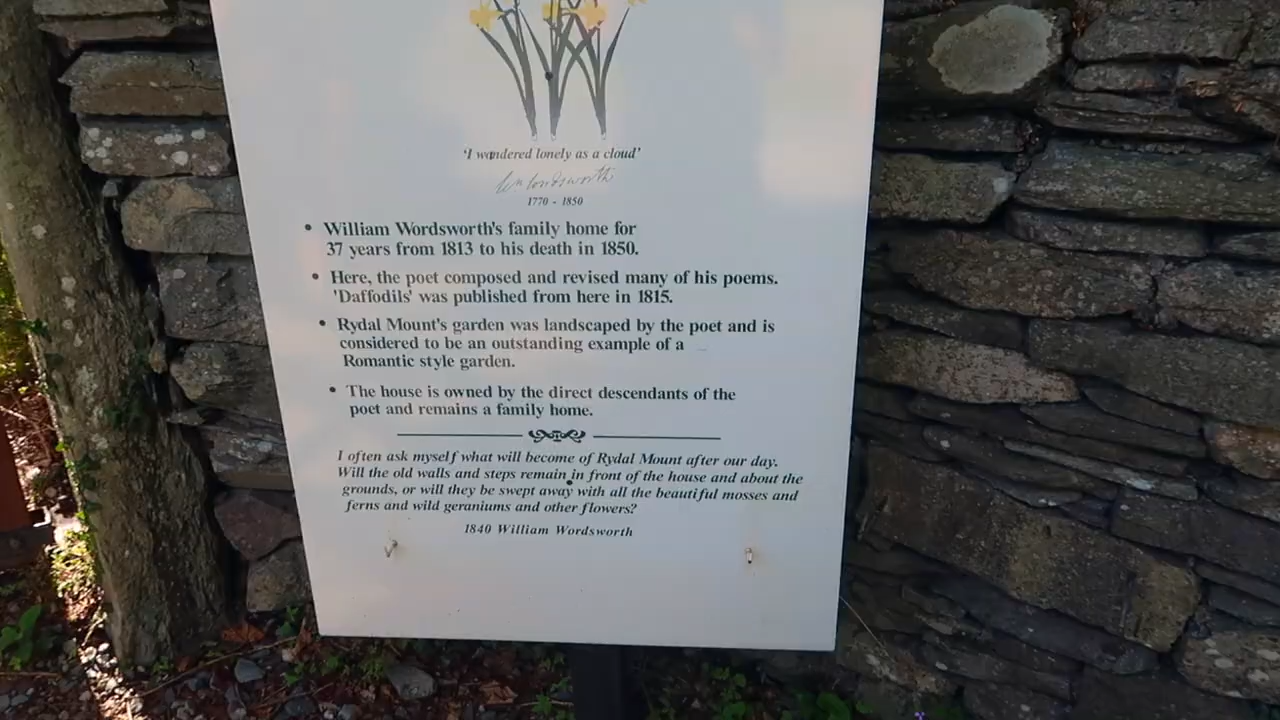 'I wandered lonely as a cloud'
Wm Wordsworth
1770 - 1850
• William Wordsworth's family home for
37 years from 1813 to his death in 1850.
• Here, the poet composed and revised many of his poems.
'Daffodils' was published from here in 1815.
• Rydal Mount's garden was landscaped by the poet and is
considered to be an outstanding example of a
Romantic style garden.
• The house is owned by the direct descendants of the
poet and remains a family home.
I often ask myself what will become of Rydal Mount after our day.
Will the old walls and steps remain in front of the house and about the
grounds, or will they be swept away with all the beautiful mosses and
ferns and wild geraniums and other flowers?
1840 William Wordsworth